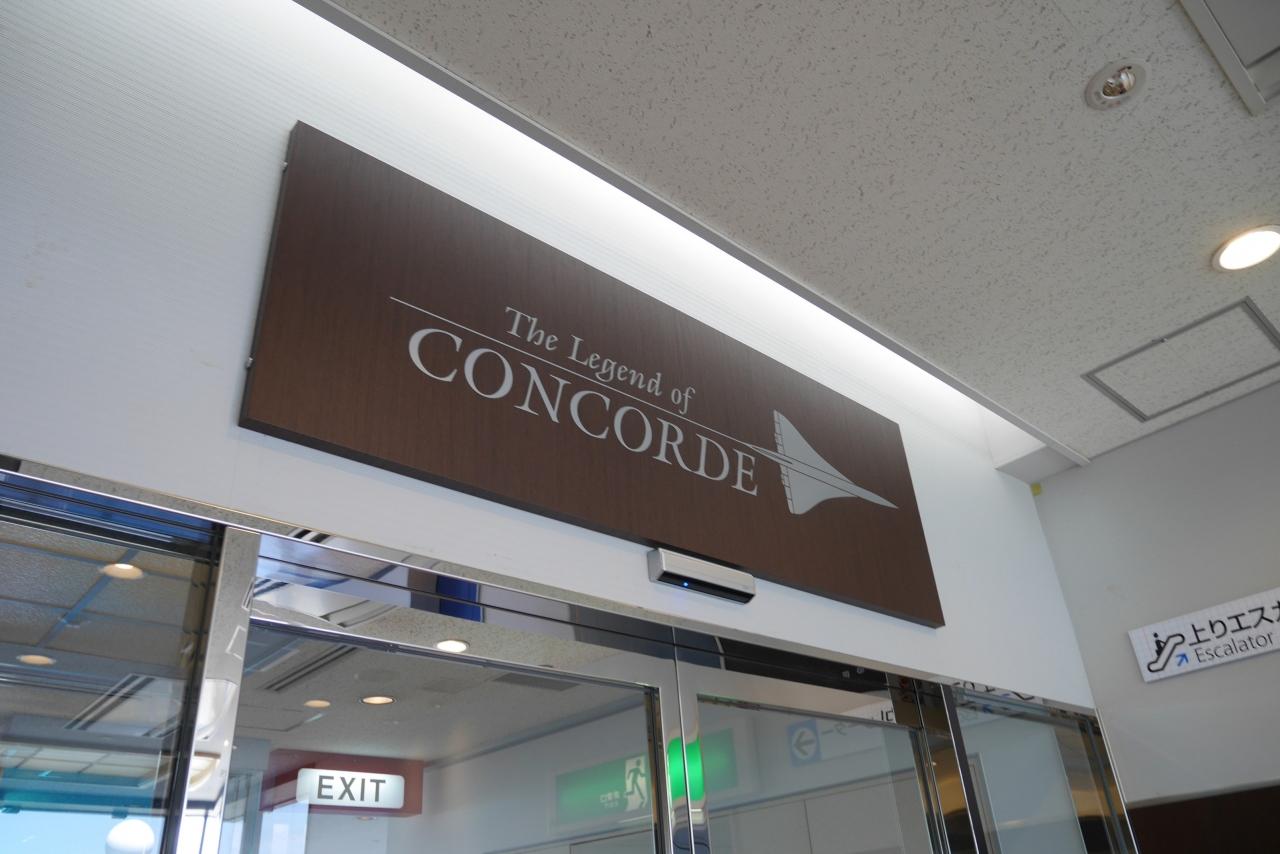 The Legend of
CONCORDE
上りエスカ
Escalator
EXIT